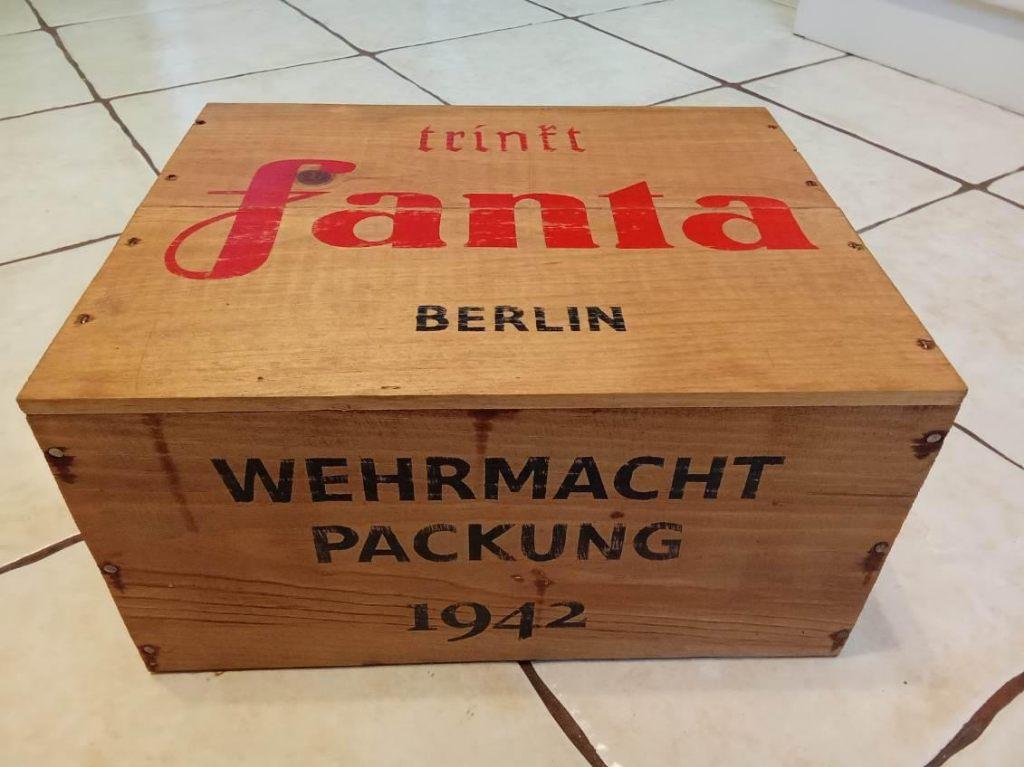 trinkt
Fanta
BERLIN
WEHRMACHT
PACKUNG
1942